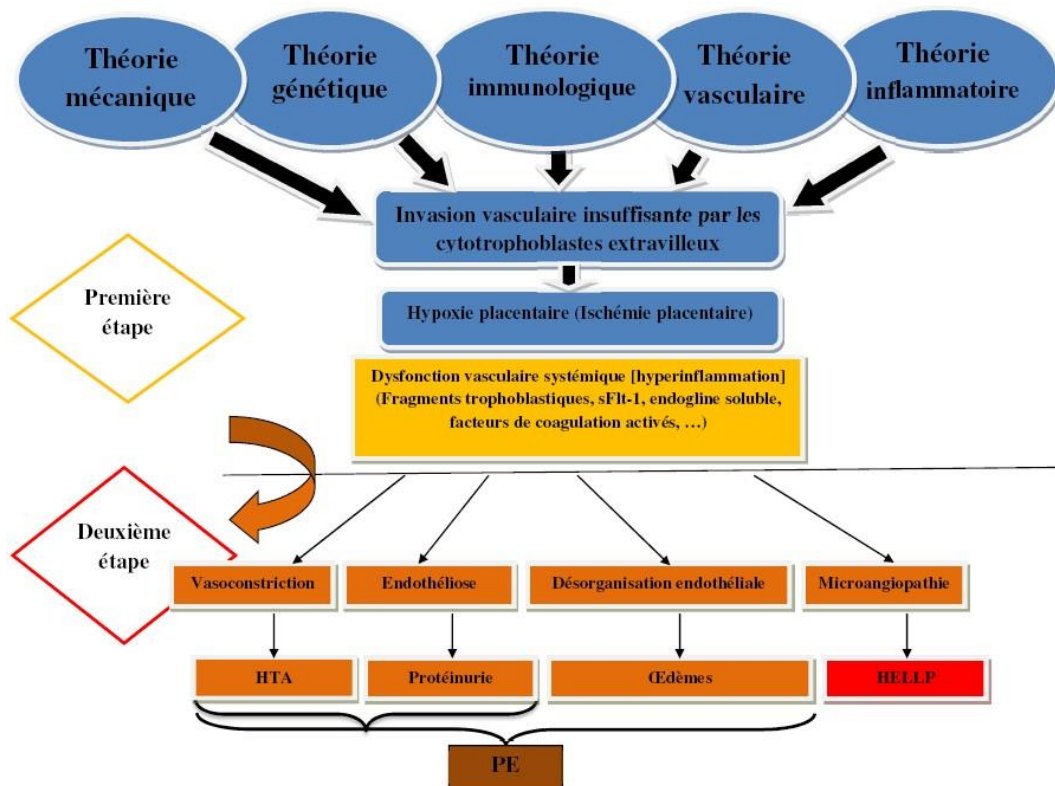 Théorie
mécanique
Théorie
génétique
Théorie
immunologique
Théorie
vasculaire
Théorie
inflammatoire
Invasion vasculaire insuffisante par les
cytotrophoblastes extravilleux
Première
étape
Hypoxie placentaire (Ischémie placentaire)
Dysfonction vasculaire systémique [hyperinflammation]
(Fragments trophoblastiques, sFlt-1, endogline soluble,
facteurs de coagulation activés, …)
Deuxième
étape
Vasoconstriction
Endothéliose
Désorganisation endothéliale
Microangiopathie
HTA
Protéinurie
Œdèmes
HELLP
PE